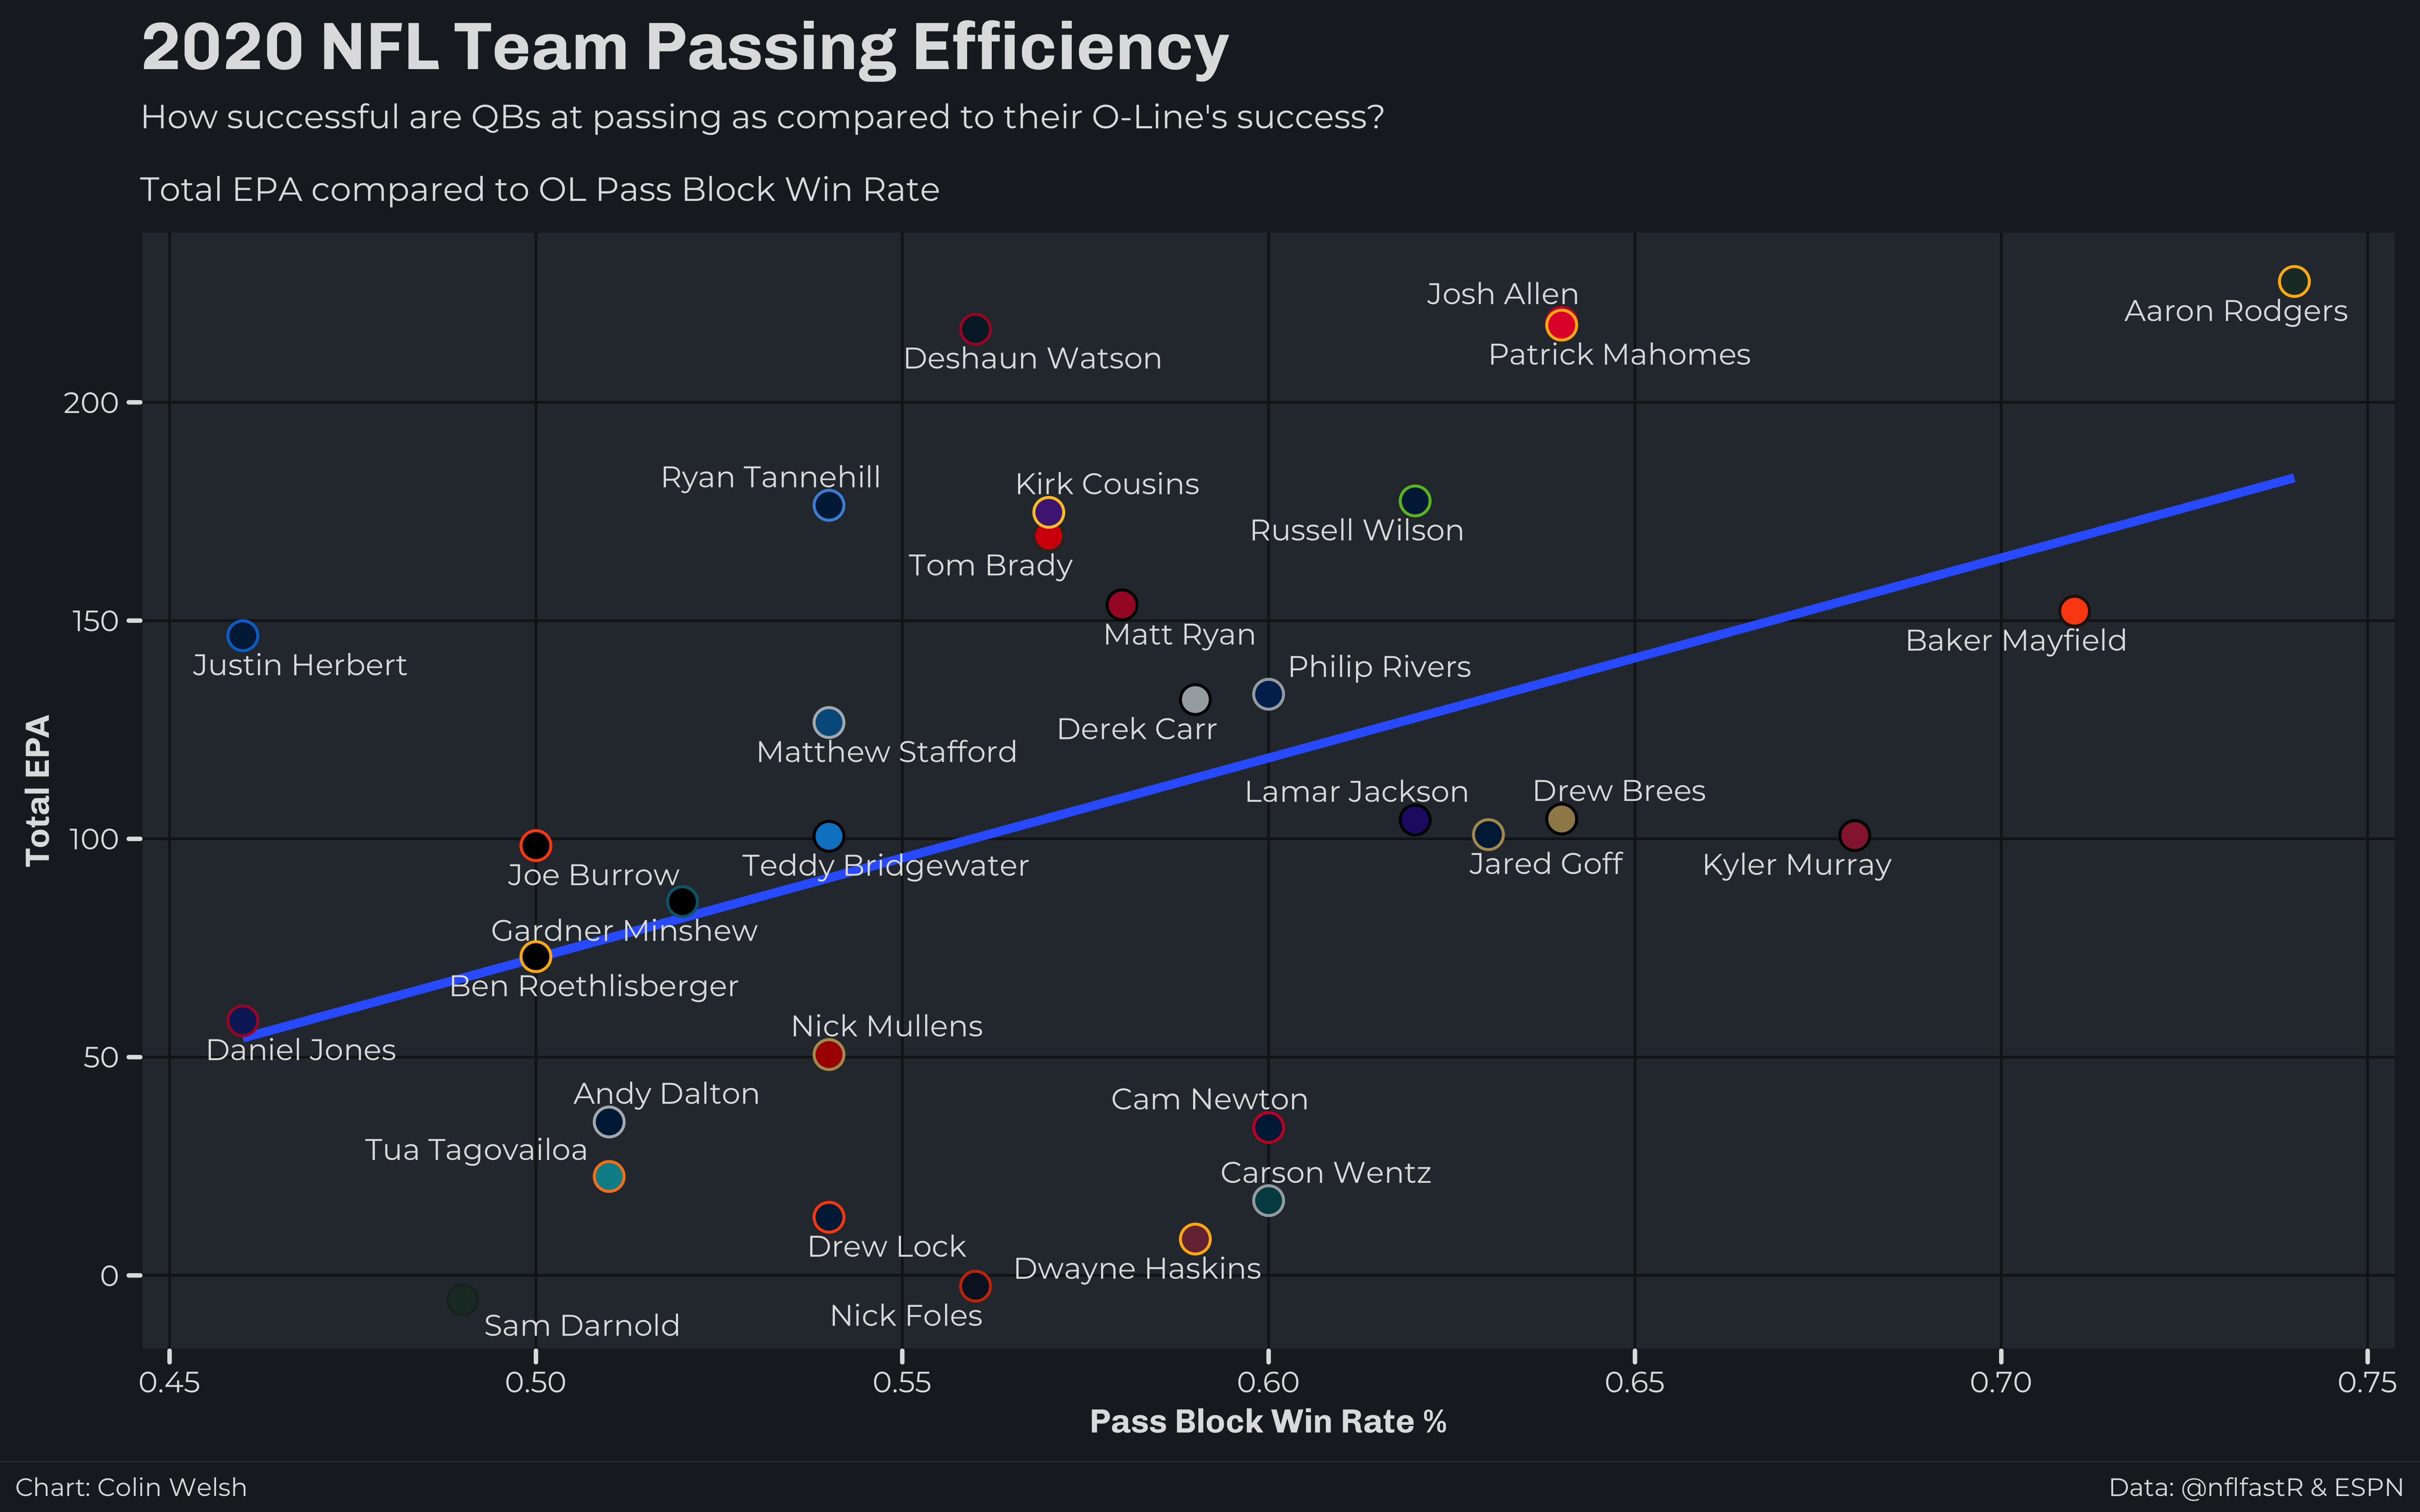 2020 NFL Team Passing Efficiency
How successful are QBs at passing as compared to their O-Line's success?
Total EPA compared to OL Pass Block Win Rate
Josh Allen
Aaron Rodgers
Deshaun Watson
Patrick Mahomes
200
Ryan Tannehill
Kirk Cousins
Russell Wilson
Tom Brady
150
Matt Ryan
Baker Mayfield
Justin Herbert
Philip Rivers
Derek Carr
Matthew Stafford
Total EPA
Lamar Jackson
Drew Brees
100
Joe Burrow
Teddy Bridgewater
Jared Goff
Kyler Murray
Gardner Minshew
Ben Roethlisberger
Nick Mullens
Daniel Jones
50
Andy Dalton
Cam Newton
Tua Tagovailoa
Carson Wentz
Drew Lock
Dwayne Haskins
0
Nick Foles
Sam Darnold
0.45 0.50 0.55 0.60 0.65 0.70 0.75
Pass Block Win Rate %
Chart: Colin Welsh
Data: @nflfastR & ESPN